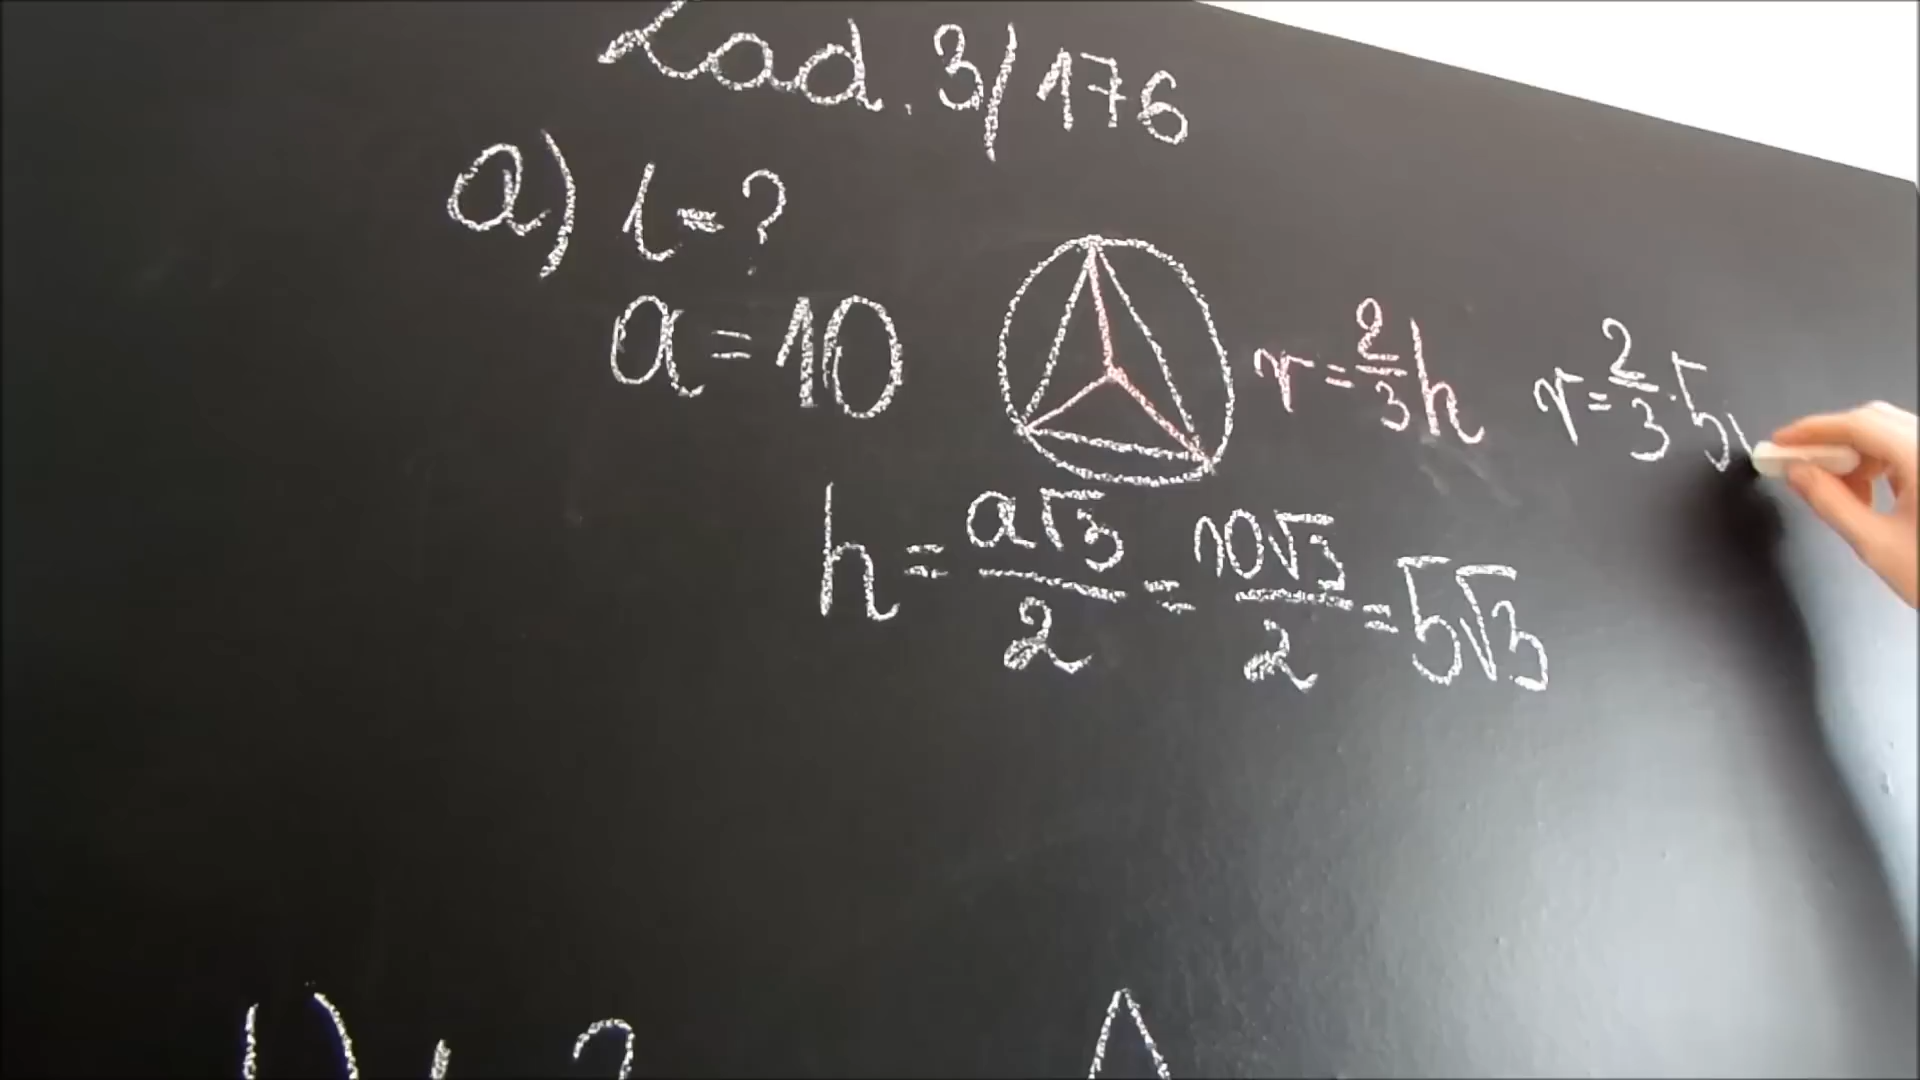 Zad. 3/176
a) l=?
a=10
r=2/3h r=2/3·5
h=a√3/2=10√3/2=5√3